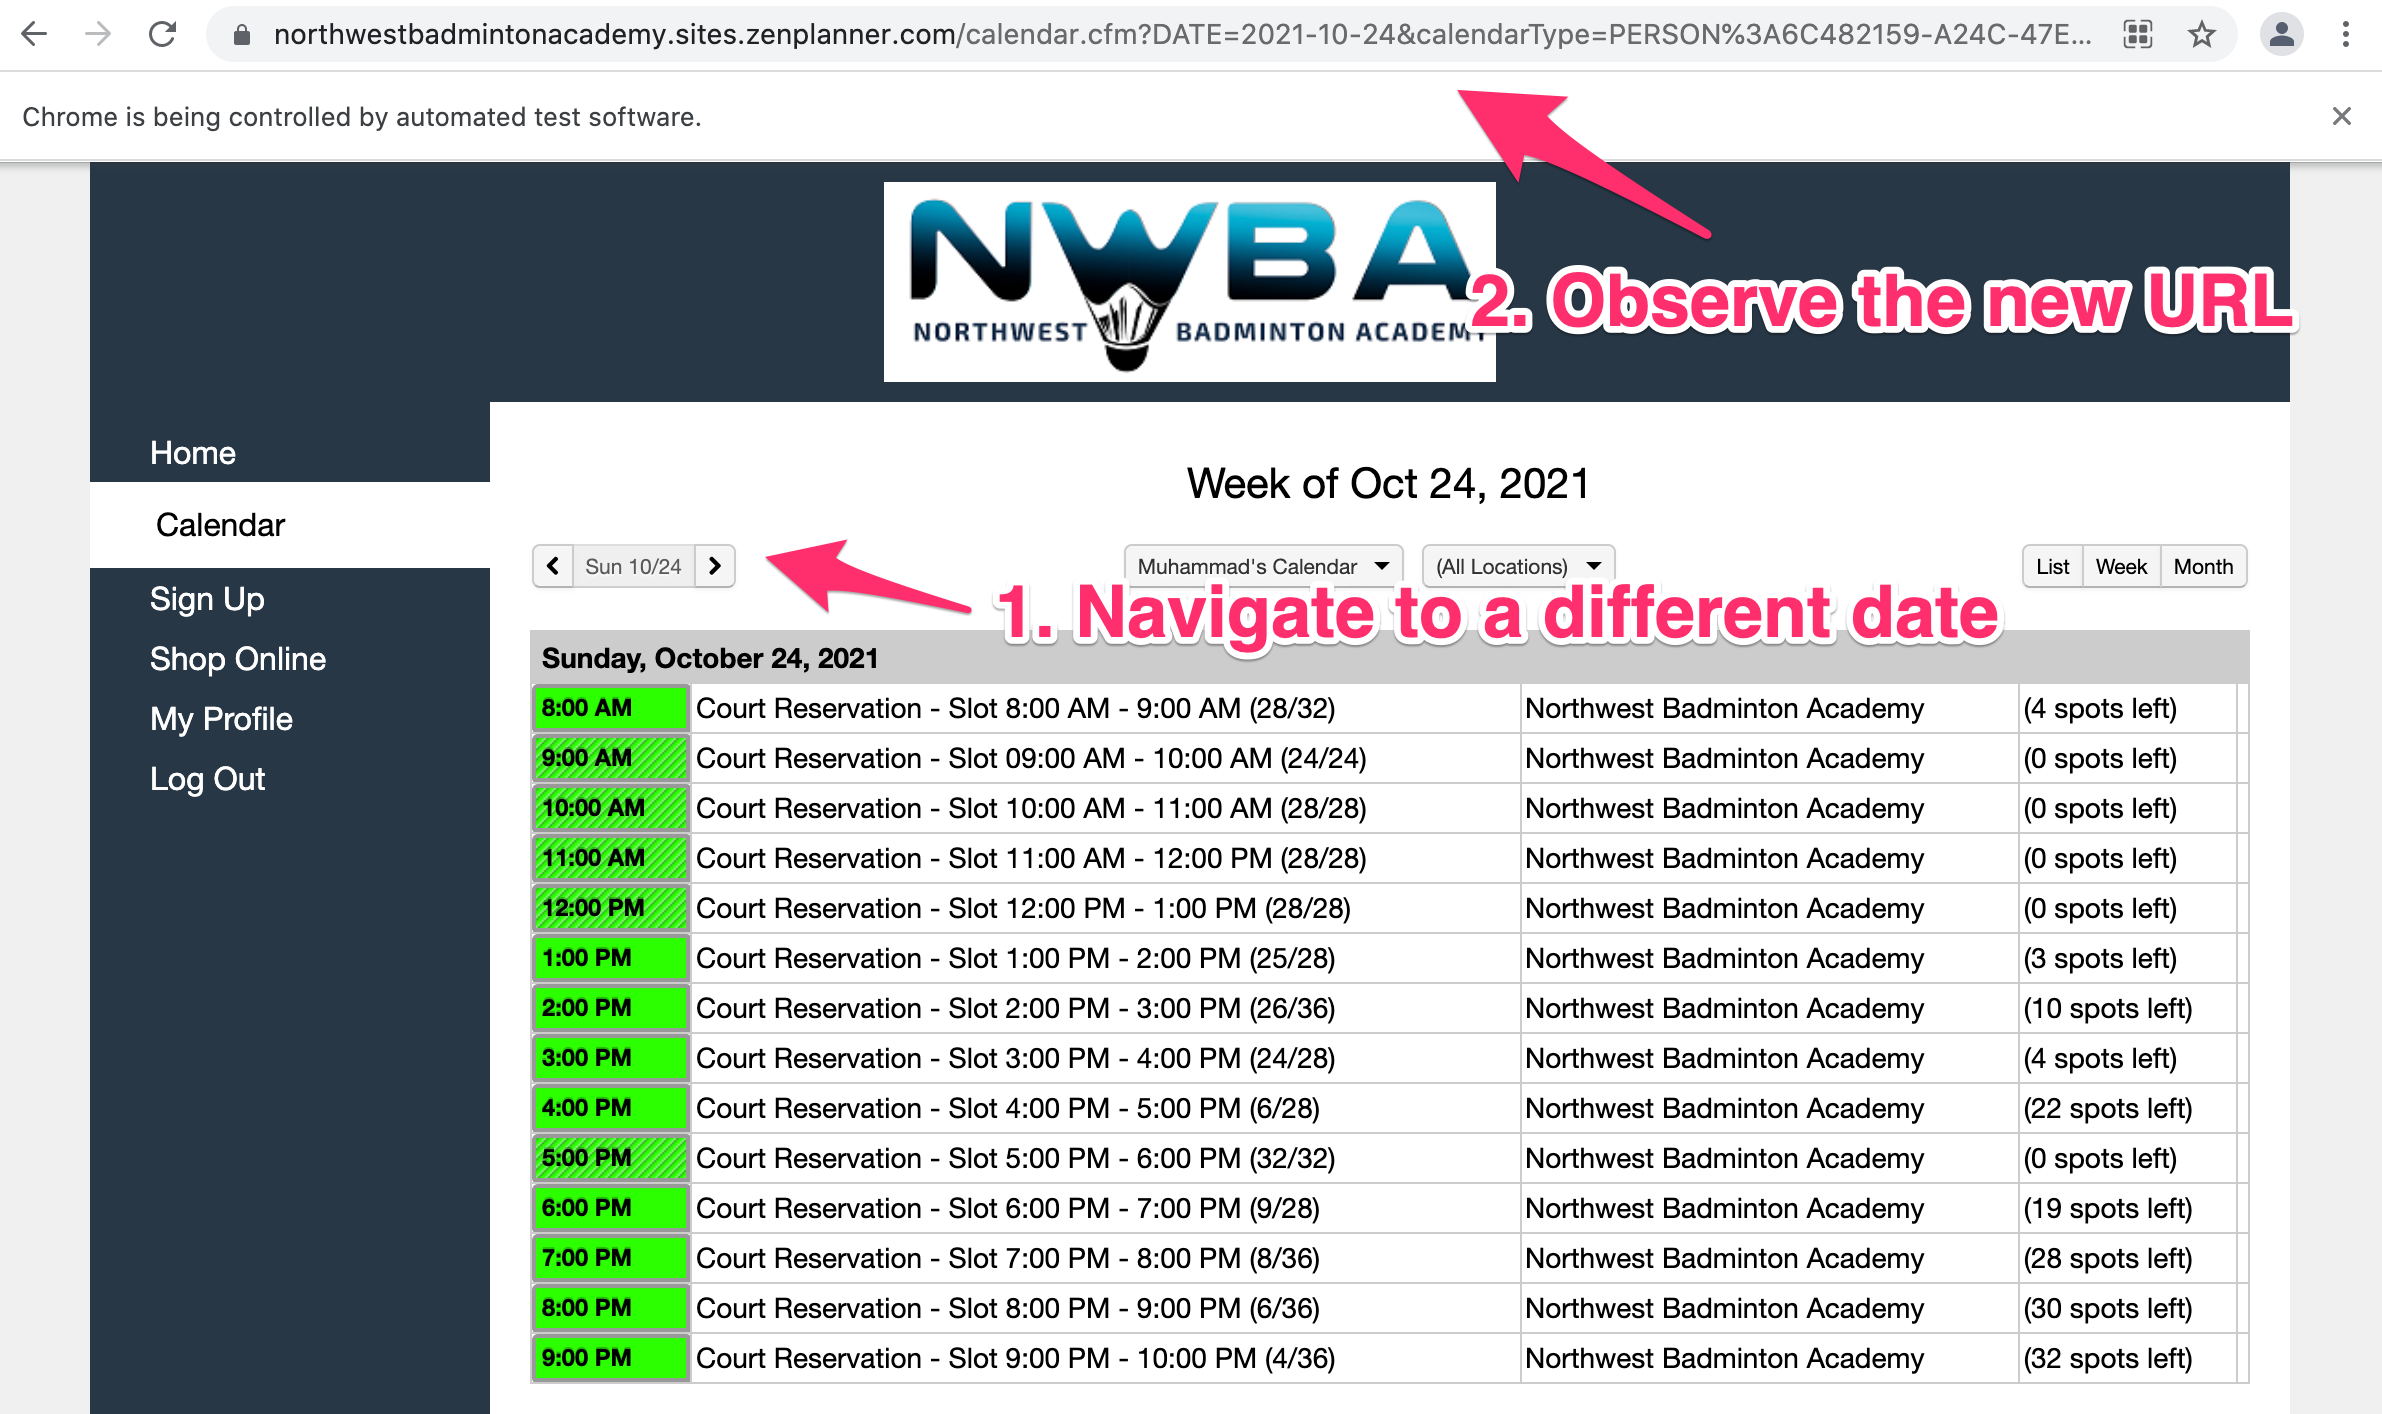 northwestbadmintonacademy.sites.zenplanner.com/calendar.cfm?DATE=2021-10-24&calendarType=PERSON%3A6C482159-A24C-47E...
Chrome is being controlled by automated test software.
NWBA
NORTHWEST BADMINTON ACADEMY
2. Observe the new URL
Home
Calendar
Sign Up
Shop Online
My Profile
Log Out
Week of Oct 24, 2021
Sun 10/24
Muhammad's Calendar
(All Locations)
List Week Month
1. Navigate to a different date
Sunday, October 24, 2021
8:00 AM Court Reservation - Slot 8:00 AM - 9:00 AM (28/32) Northwest Badminton Academy (4 spots left)
9:00 AM Court Reservation - Slot 09:00 AM - 10:00 AM (24/24) Northwest Badminton Academy (0 spots left)
10:00 AM Court Reservation - Slot 10:00 AM - 11:00 AM (28/28) Northwest Badminton Academy (0 spots left)
11:00 AM Court Reservation - Slot 11:00 AM - 12:00 PM (28/28) Northwest Badminton Academy (0 spots left)
12:00 PM Court Reservation - Slot 12:00 PM - 1:00 PM (28/28) Northwest Badminton Academy (0 spots left)
1:00 PM Court Reservation - Slot 1:00 PM - 2:00 PM (25/28) Northwest Badminton Academy (3 spots left)
2:00 PM Court Reservation - Slot 2:00 PM - 3:00 PM (26/36) Northwest Badminton Academy (10 spots left)
3:00 PM Court Reservation - Slot 3:00 PM - 4:00 PM (24/28) Northwest Badminton Academy (4 spots left)
4:00 PM Court Reservation - Slot 4:00 PM - 5:00 PM (6/28) Northwest Badminton Academy (22 spots left)
5:00 PM Court Reservation - Slot 5:00 PM - 6:00 PM (32/32) Northwest Badminton Academy (0 spots left)
6:00 PM Court Reservation - Slot 6:00 PM - 7:00 PM (9/28) Northwest Badminton Academy (19 spots left)
7:00 PM Court Reservation - Slot 7:00 PM - 8:00 PM (8/36) Northwest Badminton Academy (28 spots left)
8:00 PM Court Reservation - Slot 8:00 PM - 9:00 PM (6/36) Northwest Badminton Academy (30 spots left)
9:00 PM Court Reservation - Slot 9:00 PM - 10:00 PM (4/36) Northwest Badminton Academy (32 spots left)